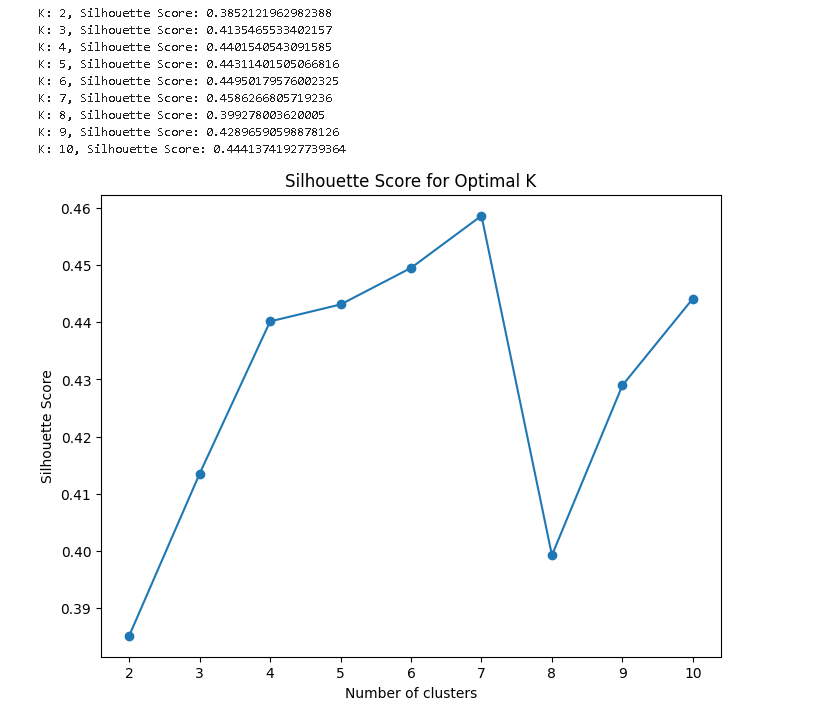 K: 2, Silhouette Score: 0.3852121962982388
K: 3, Silhouette Score: 0.4135465533402157
K: 4, Silhouette Score: 0.4401540543091585
K: 5, Silhouette Score: 0.44311401505066816
K: 6, Silhouette Score: 0.44950179576002325
K: 7, Silhouette Score: 0.4586266805719236
K: 8, Silhouette Score: 0.399278003620005
K: 9, Silhouette Score: 0.42896590598878126
K: 10, Silhouette Score: 0.44413741927739364
Silhouette Score for Optimal K
0.46
0.45
0.44
0.43
0.42
0.41
0.40
0.39
Silhouette Score
2 3 4 5 6 7 8 9 10
Number of clusters